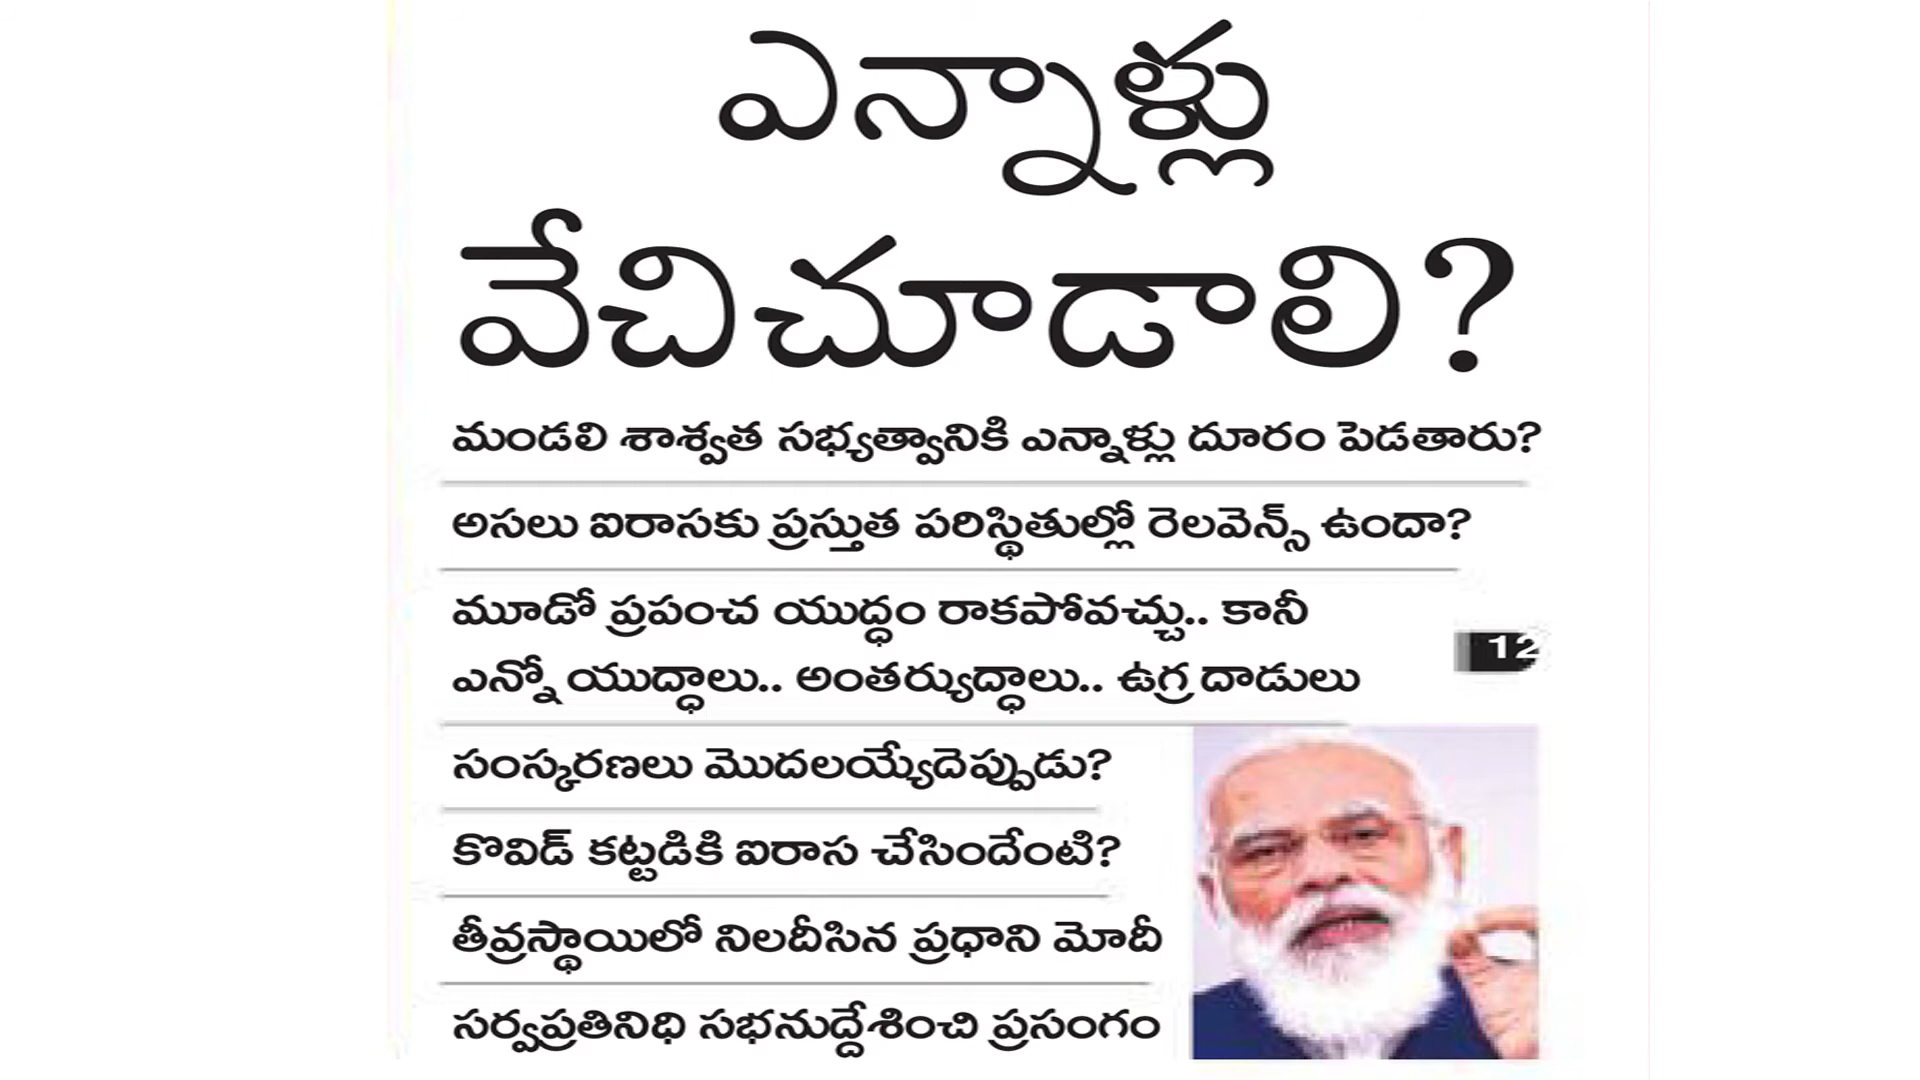 ఎన్నాళ్లు
వేచిచూడాలి?
మండలి శాశ్వత సభ్యత్వానికి ఎన్నాళ్లు దూరం పెడతారు?
అసలు ఐరాసకు ప్రస్తుత పరిస్థితుల్లో రెలవెన్స్ ఉందా?
మూడో ప్రపంచ యుద్ధం రాకపోవచ్చు.. కానీ
ఎన్నో యుద్ధాలు.. అంతర్యుద్ధాలు.. ఉగ్ర దాడులు
12
సంస్కరణలు మొదలయ్యేదెప్పుడు?
కొవిడ్ కట్టడికి ఐరాస చేసిందేంటి?
తీవ్రస్థాయిలో నిలదీసిన ప్రధాని మోదీ
సర్వప్రతినిధి సభనుద్దేశించి ప్రసంగం